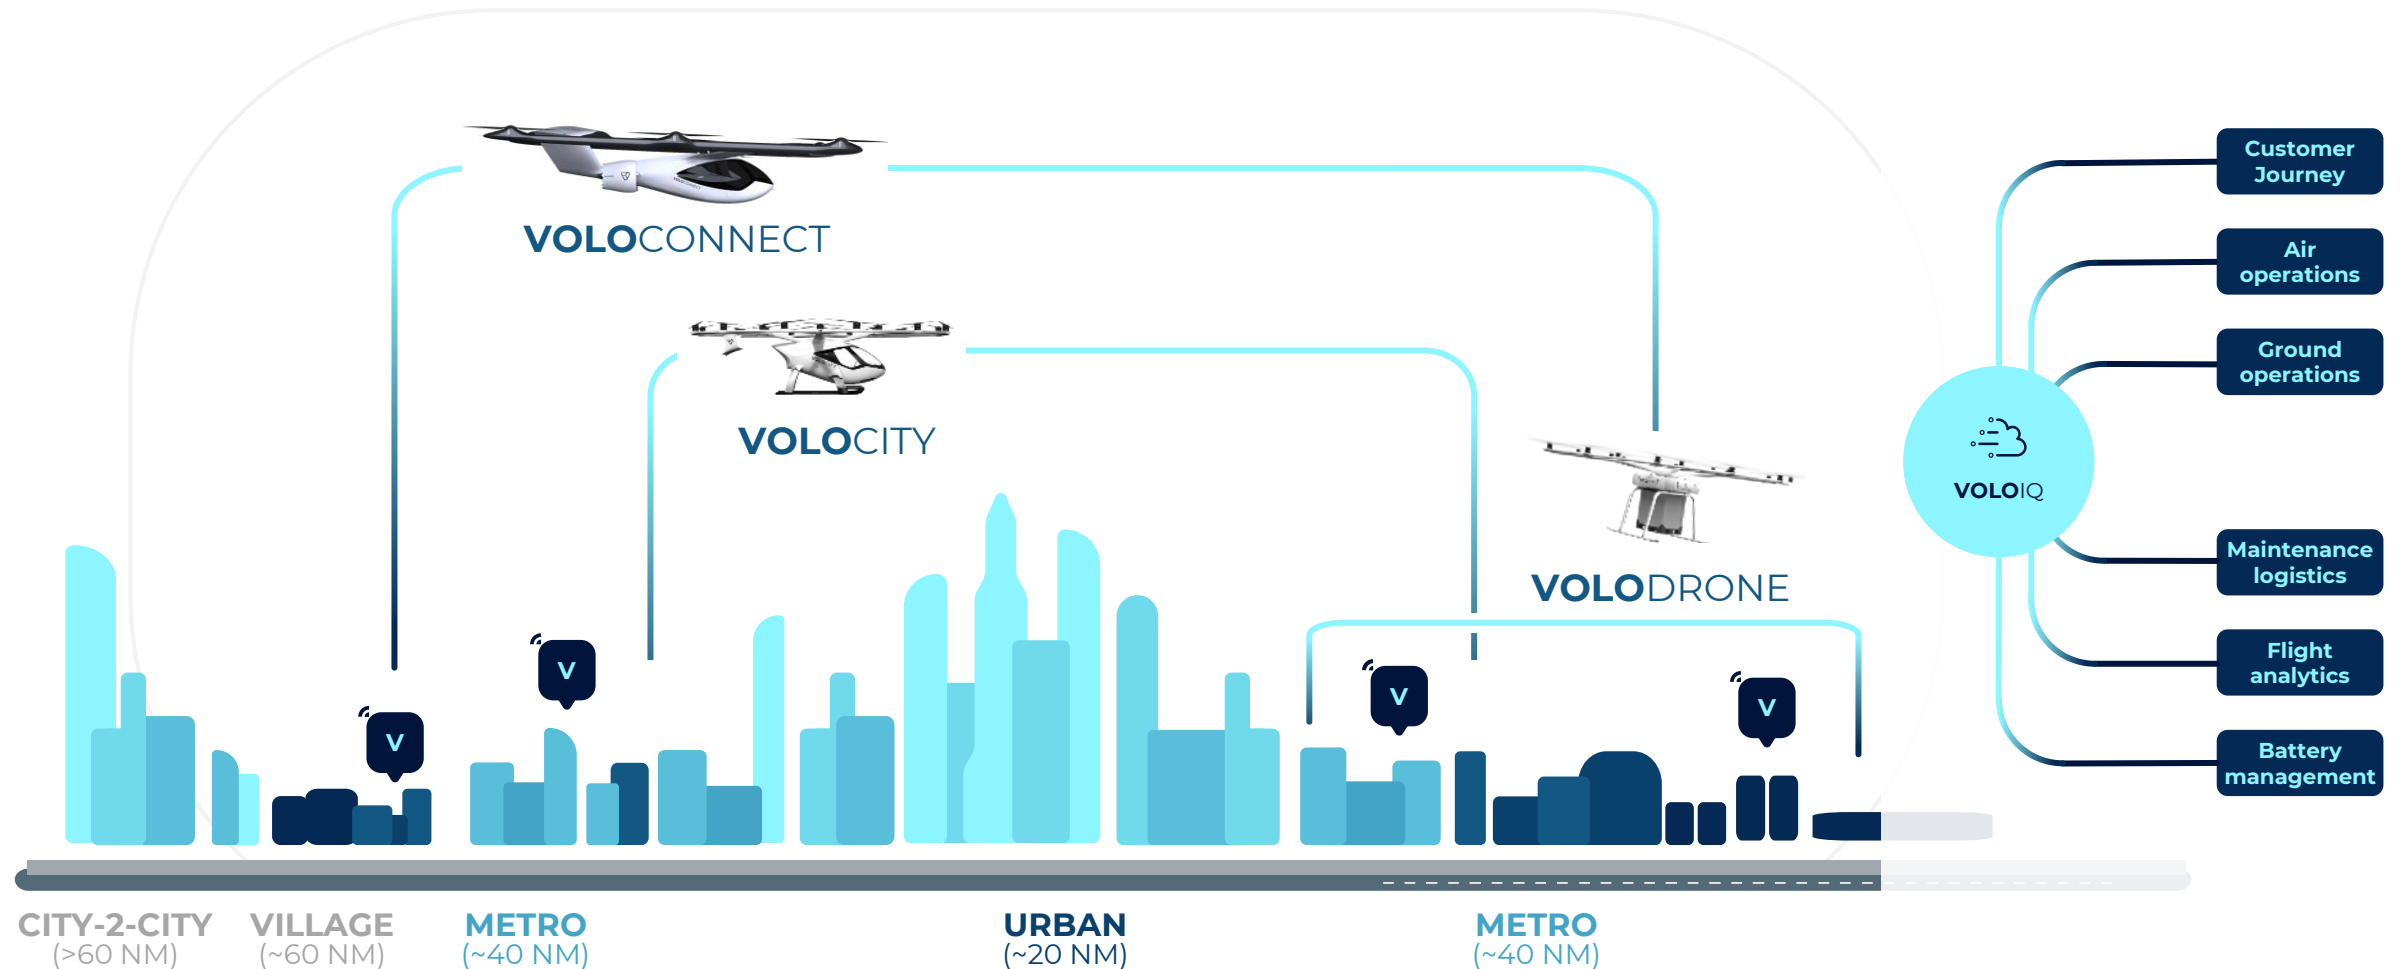 VOLOCONNECT
VOLOCITY
VOLODRONE
V
V
V
V
CITY-2-CITY
(>60 NM)
VILLAGE
(~60 NM)
METRO
(~40 NM)
URBAN
(~20 NM)
METRO
(~40 NM)
VOLOIQ
Customer
Journey
Air
operations
Ground
operations
Maintenance
logistics
Flight
analytics
Battery
management